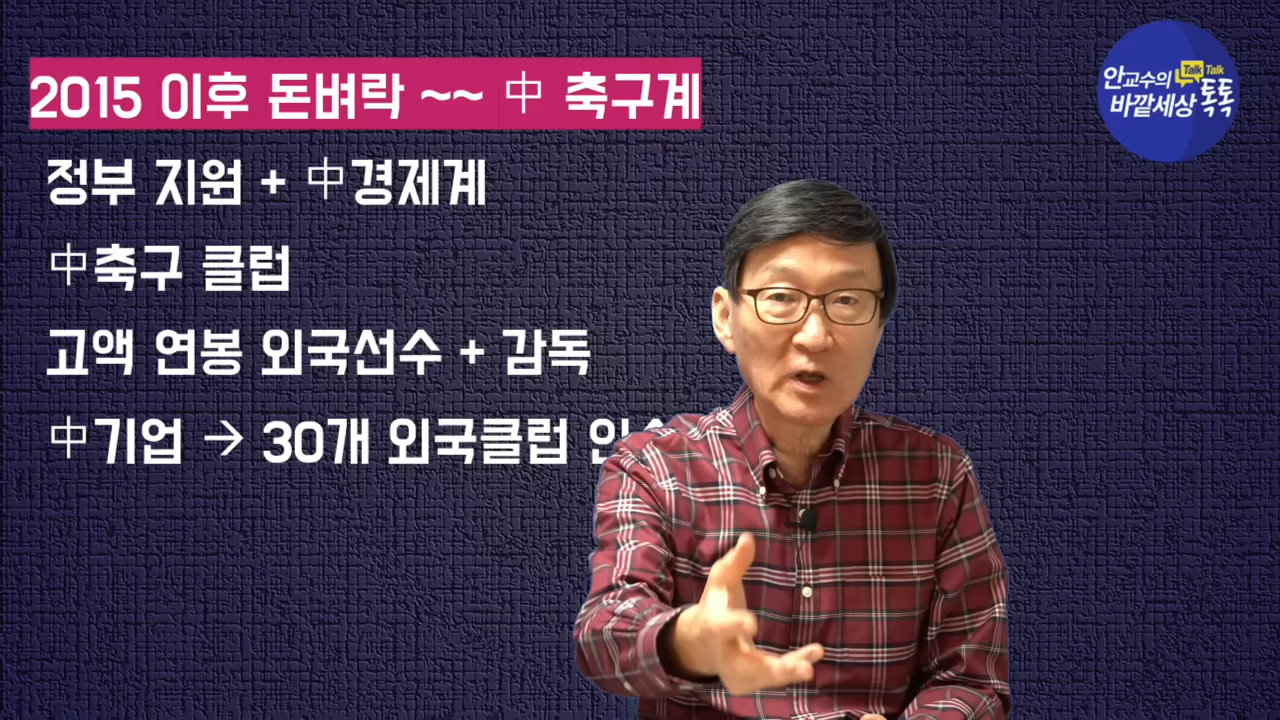 2015 이후 돈벼락 ~~ 中 축구계
정부 지원 + 中경제계
中축구 클럽
고액 연봉 외국선수 + 감독
中기업 → 30개 외국클럽
안교수의
Talk Talk
바깥세상 톡톡